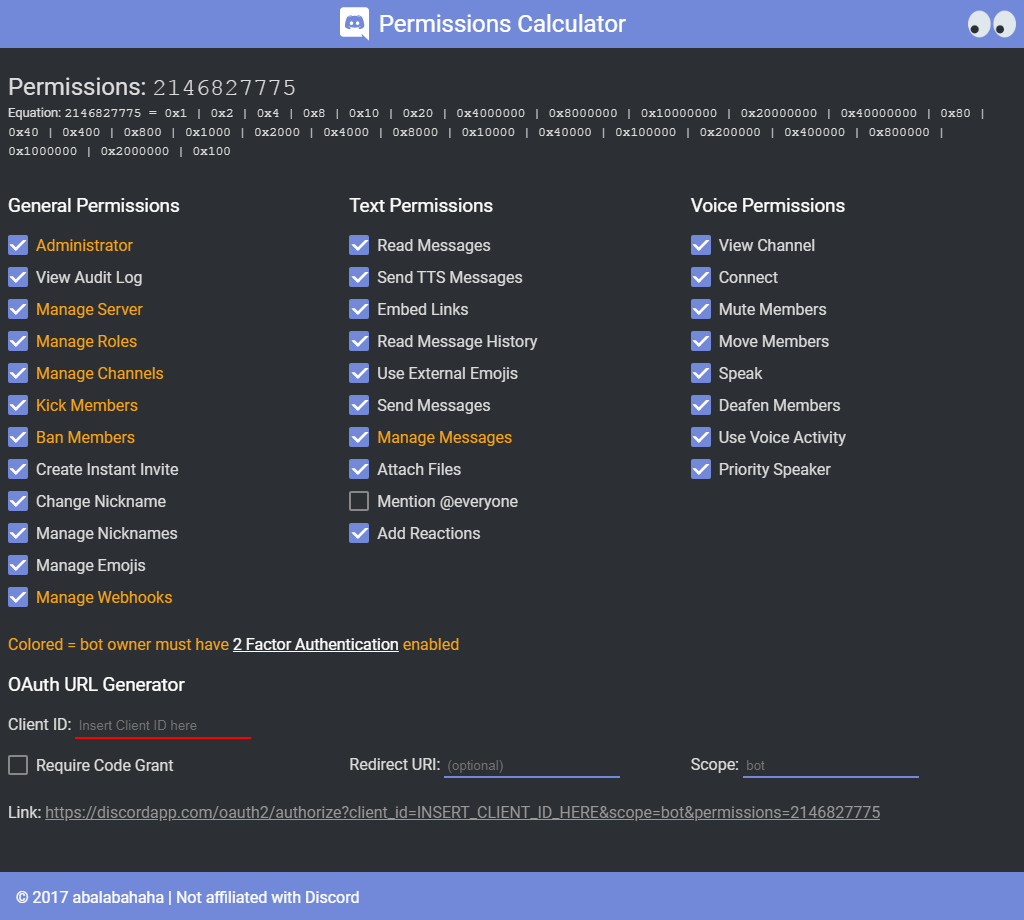 Permissions Calculator
Permissions: 2146827775
Equation: 2146827775 = 0x1 | 0x2 | 0x4 | 0x8 | 0x10 | 0x20 | 0x4000000 | 0x8000000 | 0x10000000 | 0x20000000 | 0x40000000 | 0x80 |
0x40 | 0x400 | 0x800 | 0x1000 | 0x2000 | 0x4000 | 0x8000 | 0x10000 | 0x40000 | 0x100000 | 0x200000 | 0x400000 | 0x800000 |
0x1000000 | 0x2000000 | 0x100
General Permissions
Administrator
View Audit Log
Manage Server
Manage Roles
Manage Channels
Kick Members
Ban Members
Create Instant Invite
Change Nickname
Manage Nicknames
Manage Emojis
Manage Webhooks
Text Permissions
Read Messages
Send TTS Messages
Embed Links
Read Message History
Use External Emojis
Send Messages
Manage Messages
Attach Files
Mention @everyone
Add Reactions
Voice Permissions
View Channel
Connect
Mute Members
Move Members
Speak
Deafen Members
Use Voice Activity
Priority Speaker
Colored = bot owner must have 2 Factor Authentication enabled
OAuth URL Generator
Client ID: Insert Client ID here
Require Code Grant
Redirect URI: (optional)
Scope: bot
Link: https://discordapp.com/oauth2/authorize?client_id=INSERT_CLIENT_ID_HERE&scope=bot&permissions=2146827775
© 2017 abalabahaha | Not affiliated with Discord